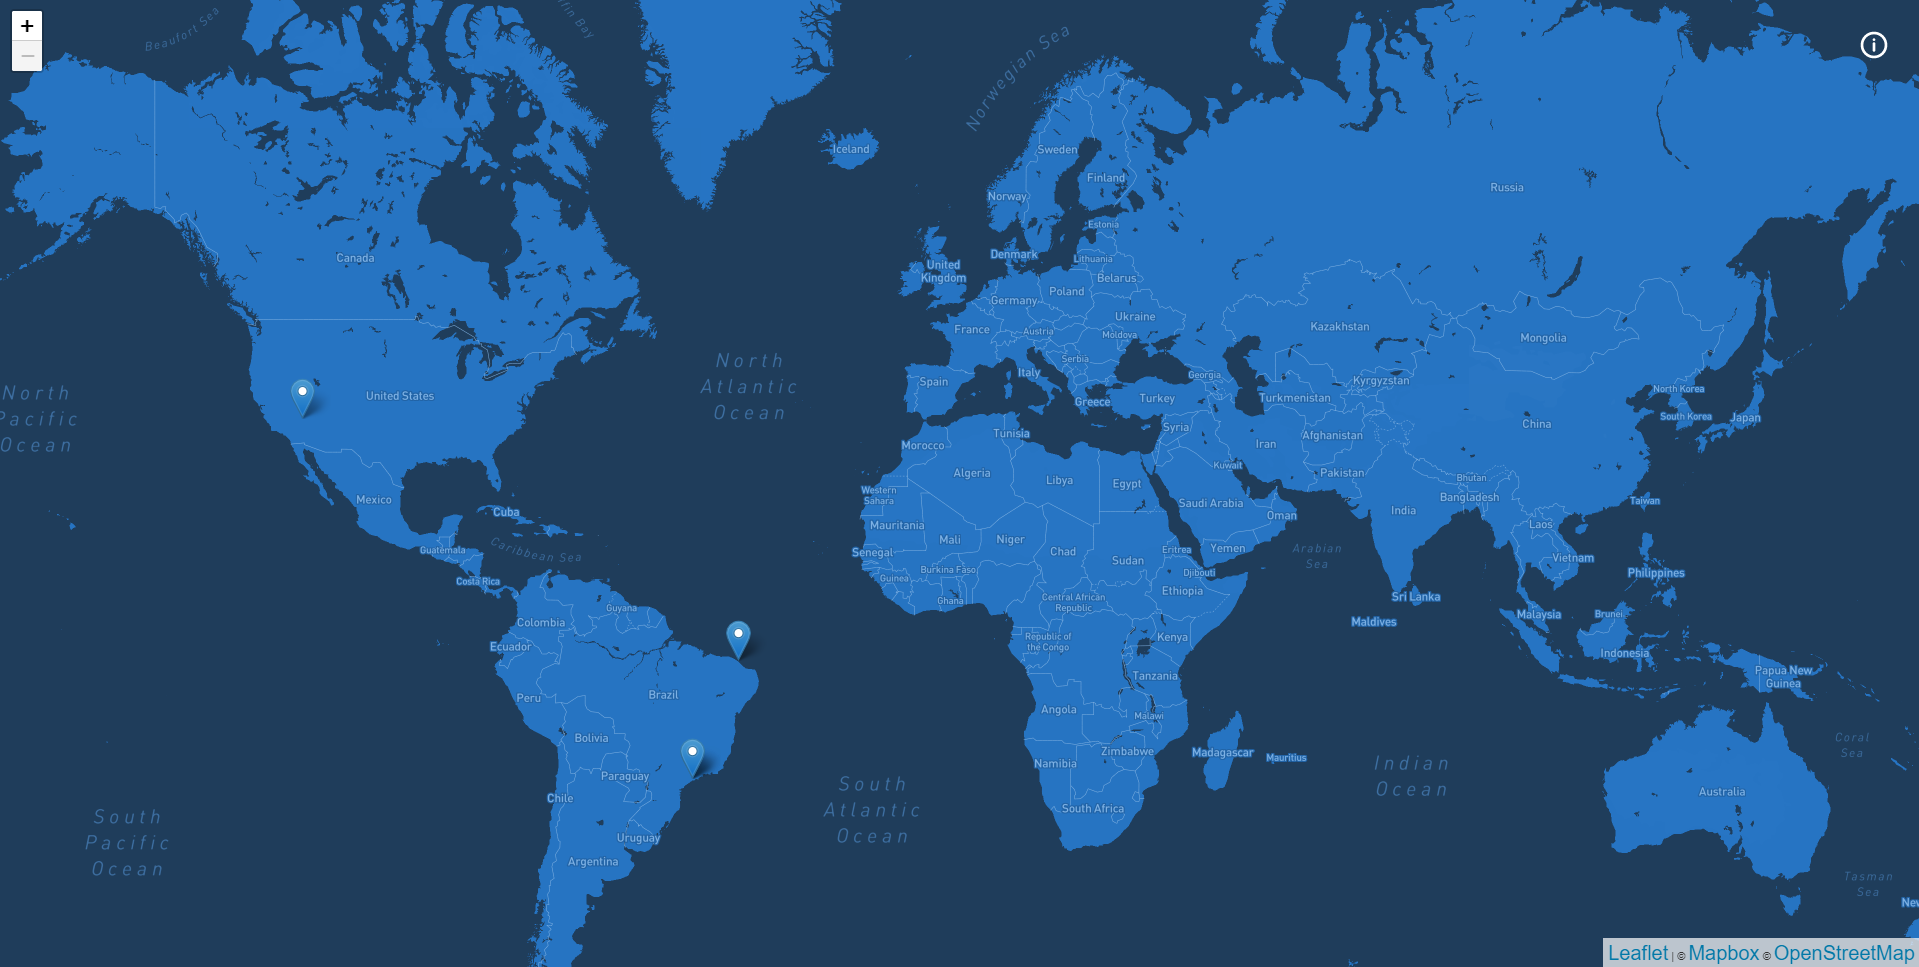 +
−
Beaufort Sea
Norwegian Sea
Iceland
Sweden
Finland
Norway
Russia
Estonia
Canada
United
Kingdom
Denmark
Lithuania
Belarus
Poland
Germany
Ukraine
France
Austria
Moldova
Kazakhstan
Mongolia
Serbia
North
Atlantic
Ocean
Italy
Spain
Georgia
Kyrgyzstan
North Korea
North
Pacific
Ocean
United States
Greece
Turkey
Turkmenistan
South Korea
Japan
China
Syria
Tunisia
Afghanistan
Morocco
Iran
Algeria
Libya
Egypt
Kuwait
Pakistan
Bhutan
Mexico
Western
Sahara
Saudi Arabia
Bangladesh
Taiwan
Cuba
India
Oman
Mauritania
Laos
Mali
Niger
Guatemala
Caribbean Sea
Senegal
Chad
Sudan
Eritrea
Yemen
Arabian
Sea
Vietnam
Costa Rica
Burkina Faso
Guinea
Djibouti
Philippines
Ethiopia
Ghana
Central African
Republic
Sri Lanka
Guyana
Colombia
Maldives
Malaysia
Brunei
Ecuador
Republic of
the Congo
Kenya
Indonesia
Tanzania
Papua New
Guinea
Peru
Brazil
Angola
Malawi
Bolivia
Zimbabwe
Madagascar
Mauritius
Coral
Sea
Namibia
Indian
Ocean
Paraguay
South
Atlantic
Ocean
Chile
South Africa
Australia
South
Pacific
Ocean
Uruguay
Argentina
Tasman
Sea
New
Leaflet | © Mapbox © OpenStreetMap